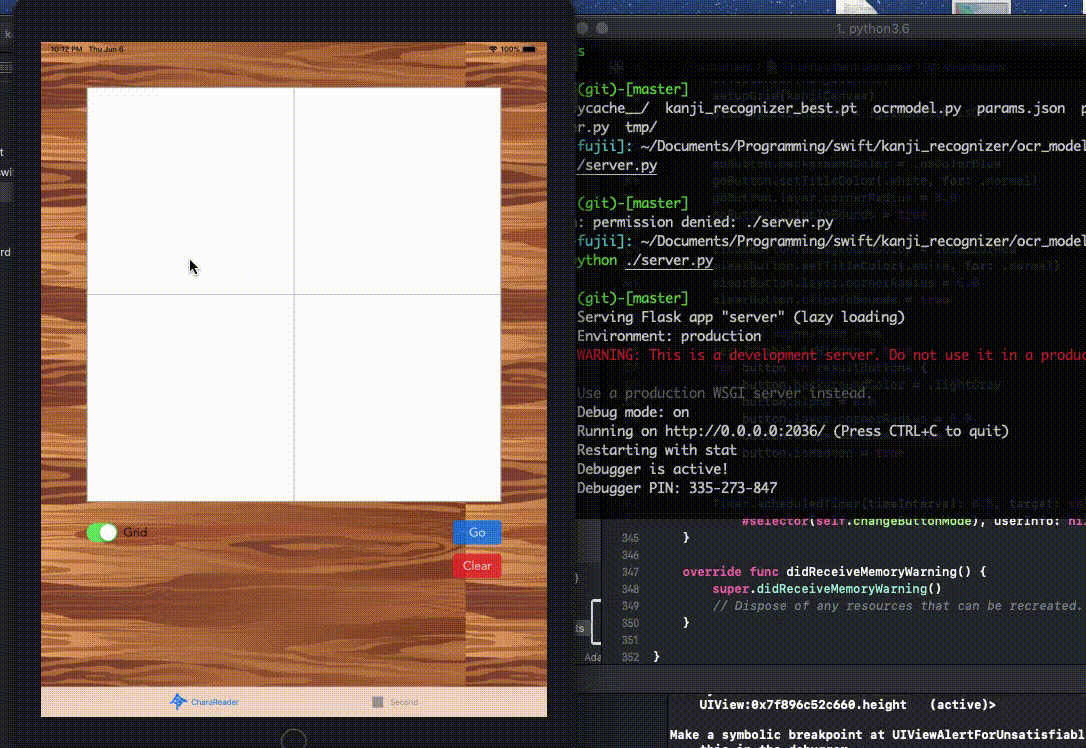 10:12 PM Thu Jun 6
100%
Grid
Go
Clear
CharaReader
Second
1. python3.6
s
(git)-[master]
ycache__/ kanji_recognizer_best.pt ocrmodel.py params.json p
r.py tmp/
fujii]: ~/Documents/Programming/swift/kanji_recognizer/ocr_model
/server.py
(git)-[master]
: permission denied: ./server.py
fujii]: ~/Documents/Programming/swift/kanji_recognizer/ocr_model
python ./server.py
(git)-[master]
Serving Flask app "server" (lazy loading)
Environment: production
WARNING: This is a development server. Do not use it in a produc
Use a production WSGI server instead.
Debug mode: on
Running on http://0.0.0.0:2036/ (Press CTRL+C to quit)
Restarting with stat
Debugger is active!
Debugger PIN: 335-273-847
#selector(self.changeButtonMode), userInfo: ni
345 }
346
347 override func didReceiveMemoryWarning() {
348 super.didReceiveMemoryWarning()
349 // Dispose of any resources that can be recreated.
350 }
351
352 }
UIView:0x7f896c52c660.height (active)>
Make a symbolic breakpoint at UIViewAlertForUnsatisfiabl
this in the debugger.